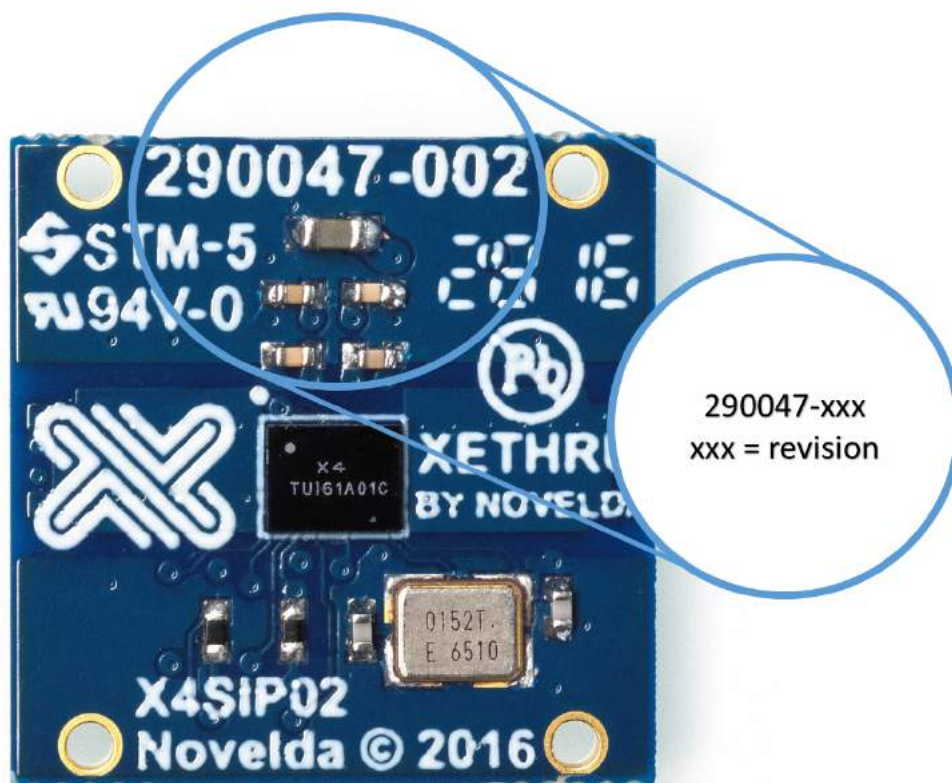 290047-002
STM-5
94V-0
Pb
X4
TUI61A01C
XETHRU
BY NOVELDA
290047-xxx
xxx = revision
0152T.
E 6510
X4SIP02
Novelda © 2016